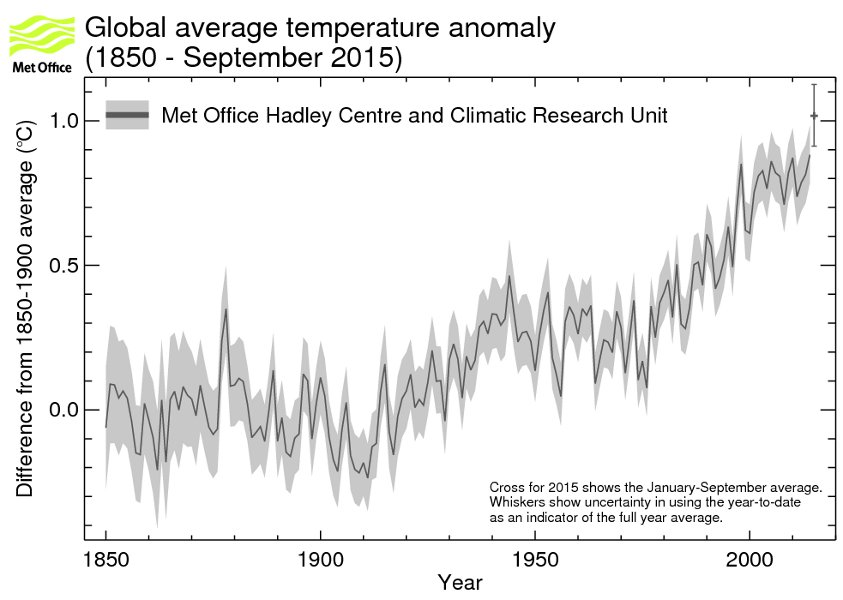 Met Office
Global average temperature anomaly
(1850 - September 2015)
Met Office Hadley Centre and Climatic Research Unit
Difference from 1850-1900 average (°C)
1.0
0.5
0.0
Cross for 2015 shows the January-September average.
Whiskers show uncertainty in using the year-to-date
as an indicator of the full year average.
1850
1900
1950
2000
Year